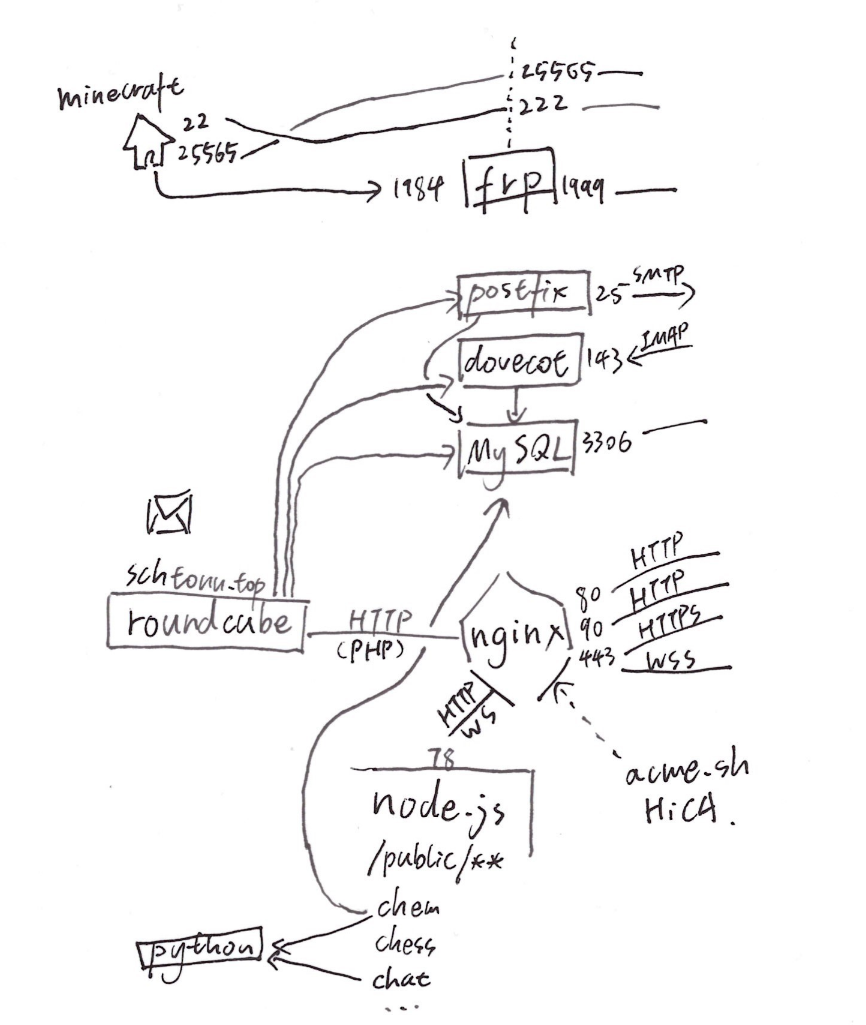 minecraft
22
25565
25565
222
1984
frp
1999
postfix
25
SMTP
dovecot
143
IMAP
MySQL
3306
schtonn.top
roundcube
HTTP
(PHP)
nginx
80
HTTP
90
HTTP
443
HTTPS
WSS
HTTP
WS
acme.sh
HiCA.
78
node.js
/public/**
chem
chess
chat
...
python